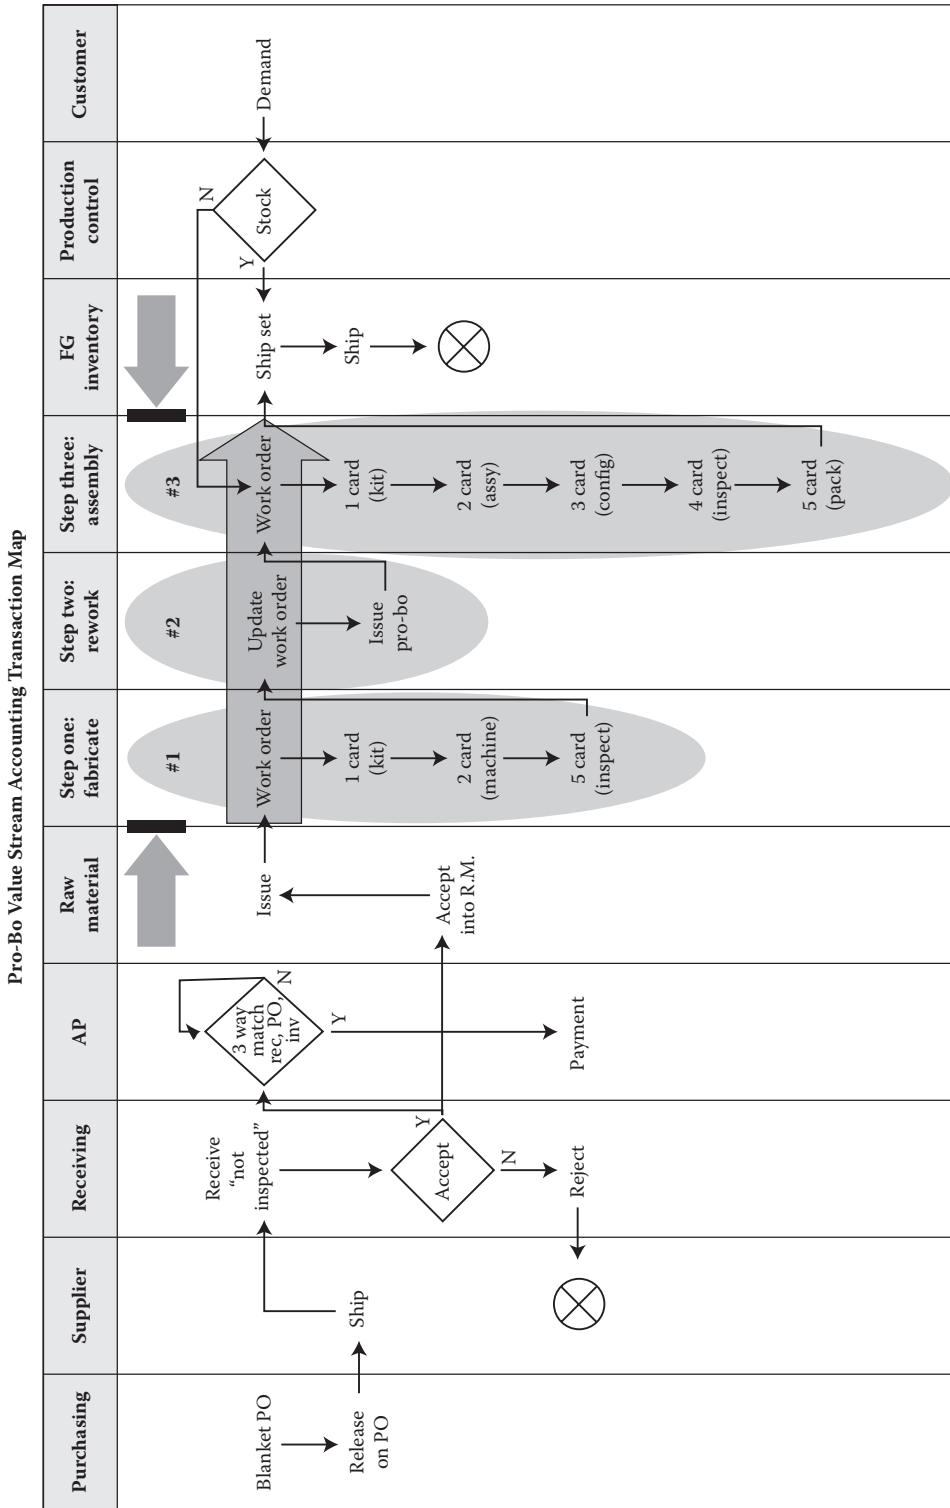 Pro-Bo Value Stream Accounting Transaction Map
Purchasing
Supplier
Receiving
AP
Raw
material
Step one:
fabricate
Step two:
rework
Step three:
assembly
FG
inventory
Production
control
Customer
Blanket PO
Release
on PO
Ship
Receive
“not
inspected”
Accept
Y
N
Reject
3 way
match
rec, PO,
inv
N
Y
Payment
Issue
Accept
into R.M.
#1
Work order
1 card
(kit)
2 card
(machine)
5 card
(inspect)
#2
Update
work order
Issue
pro-bo
#3
Work order
1 card
(kit)
2 card
(assy)
3 card
(config)
4 card
(inspect)
5 card
(pack)
Ship set
Ship
Y
N
Stock
Demand